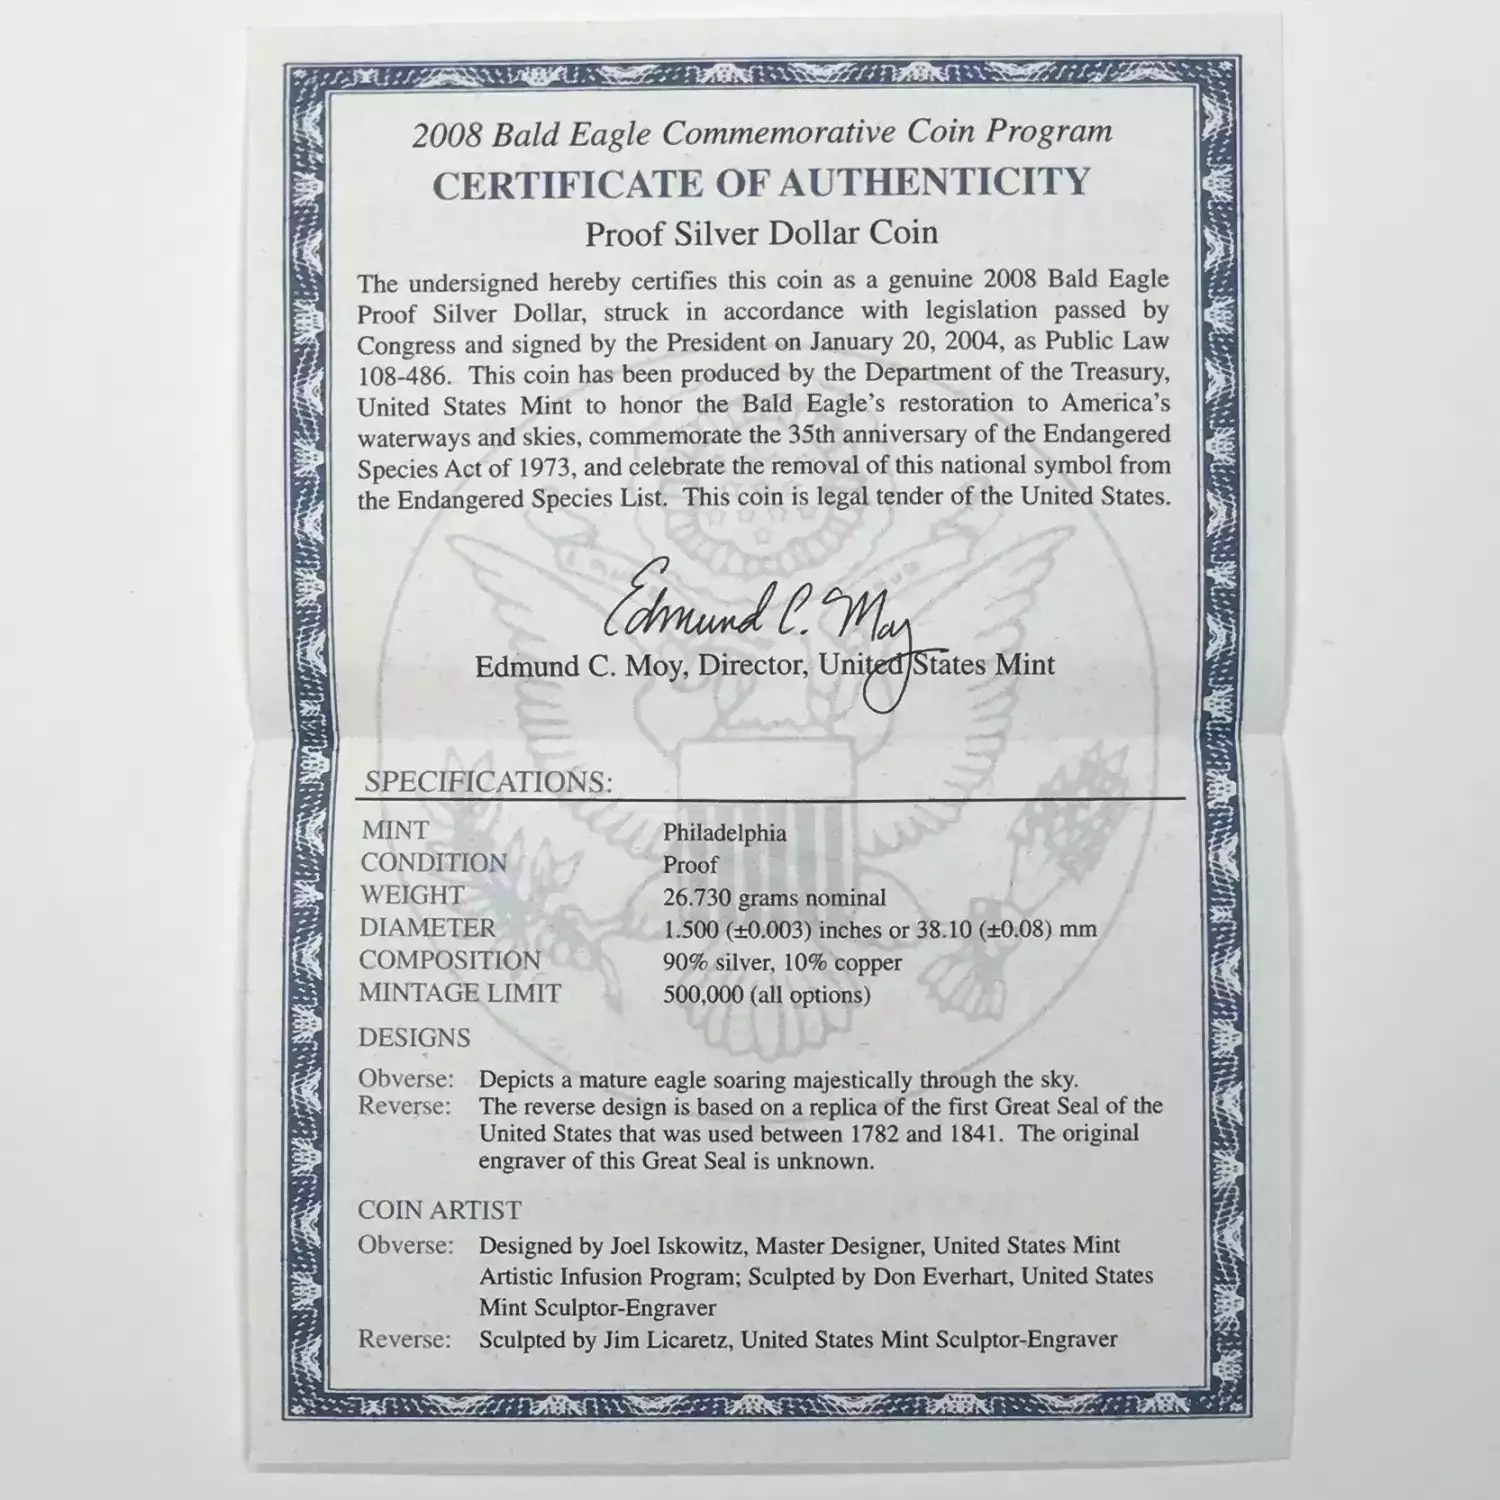 2008 Bald Eagle Commemorative Coin Program
CERTIFICATE OF AUTHENTICITY
Proof Silver Dollar Coin
The undersigned hereby certifies this coin as a genuine 2008 Bald Eagle
Proof Silver Dollar, struck in accordance with legislation passed by
Congress and signed by the President on January 20, 2004, as Public Law
108-486. This coin has been produced by the Department of the Treasury,
United States Mint to honor the Bald Eagle's restoration to America's
waterways and skies, commemorate the 35th anniversary of the Endangered
Species Act of 1973, and celebrate the removal of this national symbol from
the Endangered Species List. This coin is legal tender of the United States.
Edmund C. Moy
Edmund C. Moy, Director, United States Mint
SPECIFICATIONS:
MINT Philadelphia
CONDITION Proof
WEIGHT 26.730 grams nominal
DIAMETER 1.500 (±0.003) inches or 38.10 (±0.08) mm
COMPOSITION 90% silver, 10% copper
MINTAGE LIMIT 500,000 (all options)
DESIGNS
Obverse: Depicts a mature eagle soaring majestically through the sky.
Reverse: The reverse design is based on a replica of the first Great Seal of the
United States that was used between 1782 and 1841. The original
engraver of this Great Seal is unknown.
COIN ARTIST
Obverse: Designed by Joel Iskowitz, Master Designer, United States Mint
Artistic Infusion Program; Sculpted by Don Everhart, United States
Mint Sculptor-Engraver
Reverse: Sculpted by Jim Licaretz, United States Mint Sculptor-Engraver